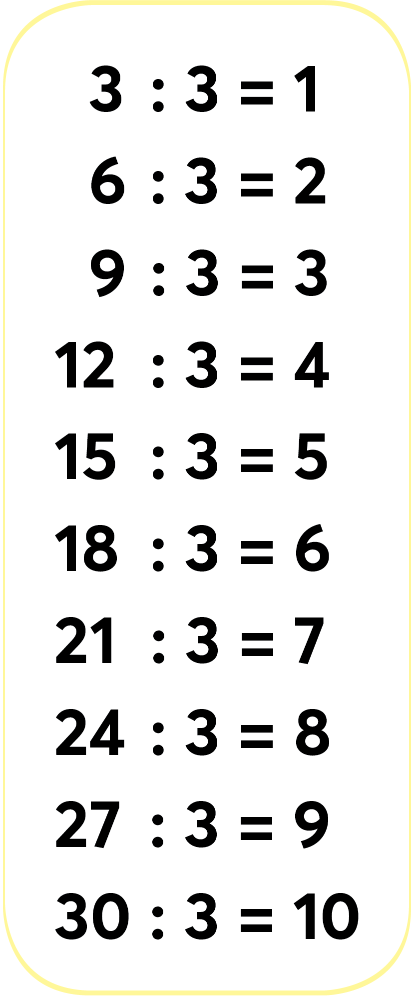 3 : 3 = 1
6 : 3 = 2
9 : 3 = 3
12 : 3 = 4
15 : 3 = 5
18 : 3 = 6
21 : 3 = 7
24 : 3 = 8
27 : 3 = 9
30 : 3 = 10